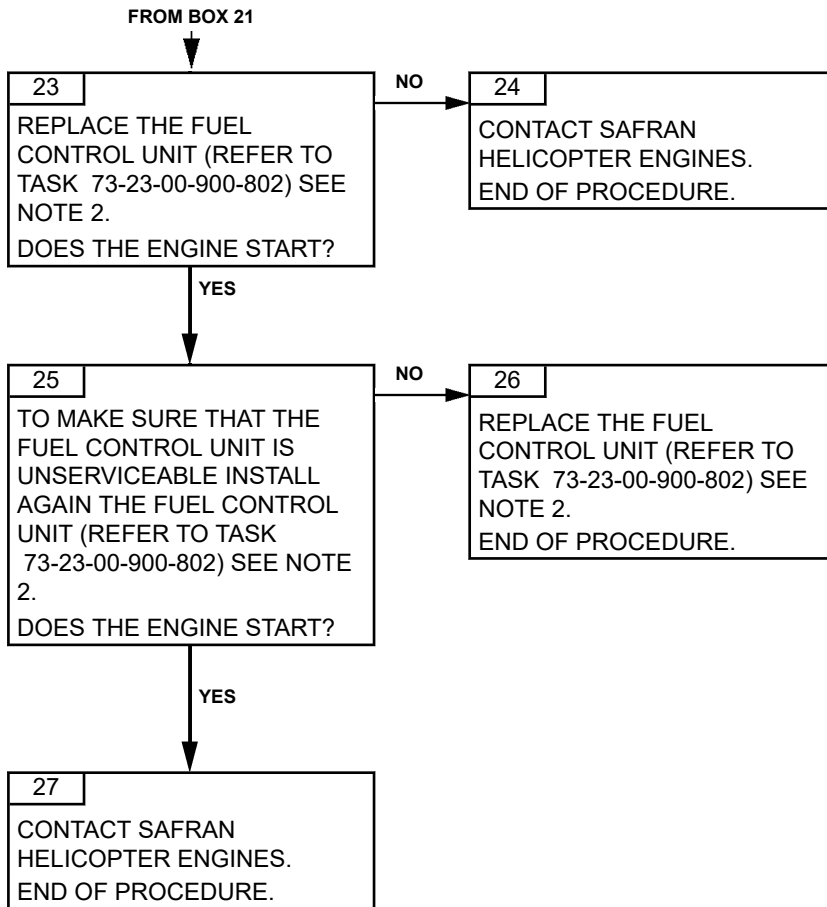 FROM BOX 21
23
REPLACE THE FUEL
CONTROL UNIT (REFER TO
TASK 73-23-00-900-802) SEE
NOTE 2.
DOES THE ENGINE START?
NO
24
CONTACT SAFRAN
HELICOPTER ENGINES.
END OF PROCEDURE.
YES
25
TO MAKE SURE THAT THE
FUEL CONTROL UNIT IS
UNSERVICEABLE INSTALL
AGAIN THE FUEL CONTROL
UNIT (REFER TO TASK
73-23-00-900-802) SEE NOTE
2.
DOES THE ENGINE START?
NO
26
REPLACE THE FUEL
CONTROL UNIT (REFER TO
TASK 73-23-00-900-802) SEE
NOTE 2.
END OF PROCEDURE.
YES
27
CONTACT SAFRAN
HELICOPTER ENGINES.
END OF PROCEDURE.